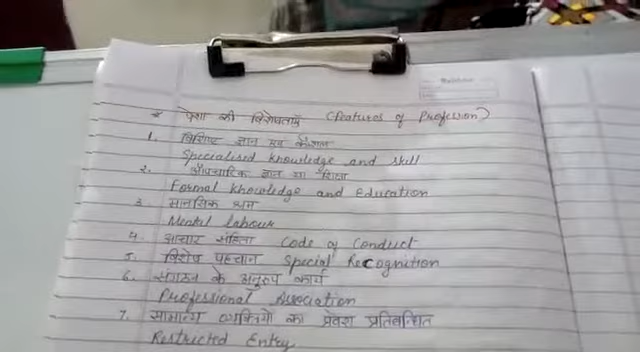 * पेशा की विशेषताएँ (Features of Profession)
1. विशिष्ट ज्ञान एवं कौशल
Specialised knowledge and skill
2. औपचारिक ज्ञान या शिक्षा
Formal knowledge and Education
3. मानसिक श्रम
Mental labour
4. आचार संहिता Code of Conduct
5. विशेष पहचान Special Recognition
6. संगठन के अनुरूप कार्य
Professional Association
7. सामान्य व्यक्तियों का प्रवेश प्रतिबन्धित
Restricted Entry